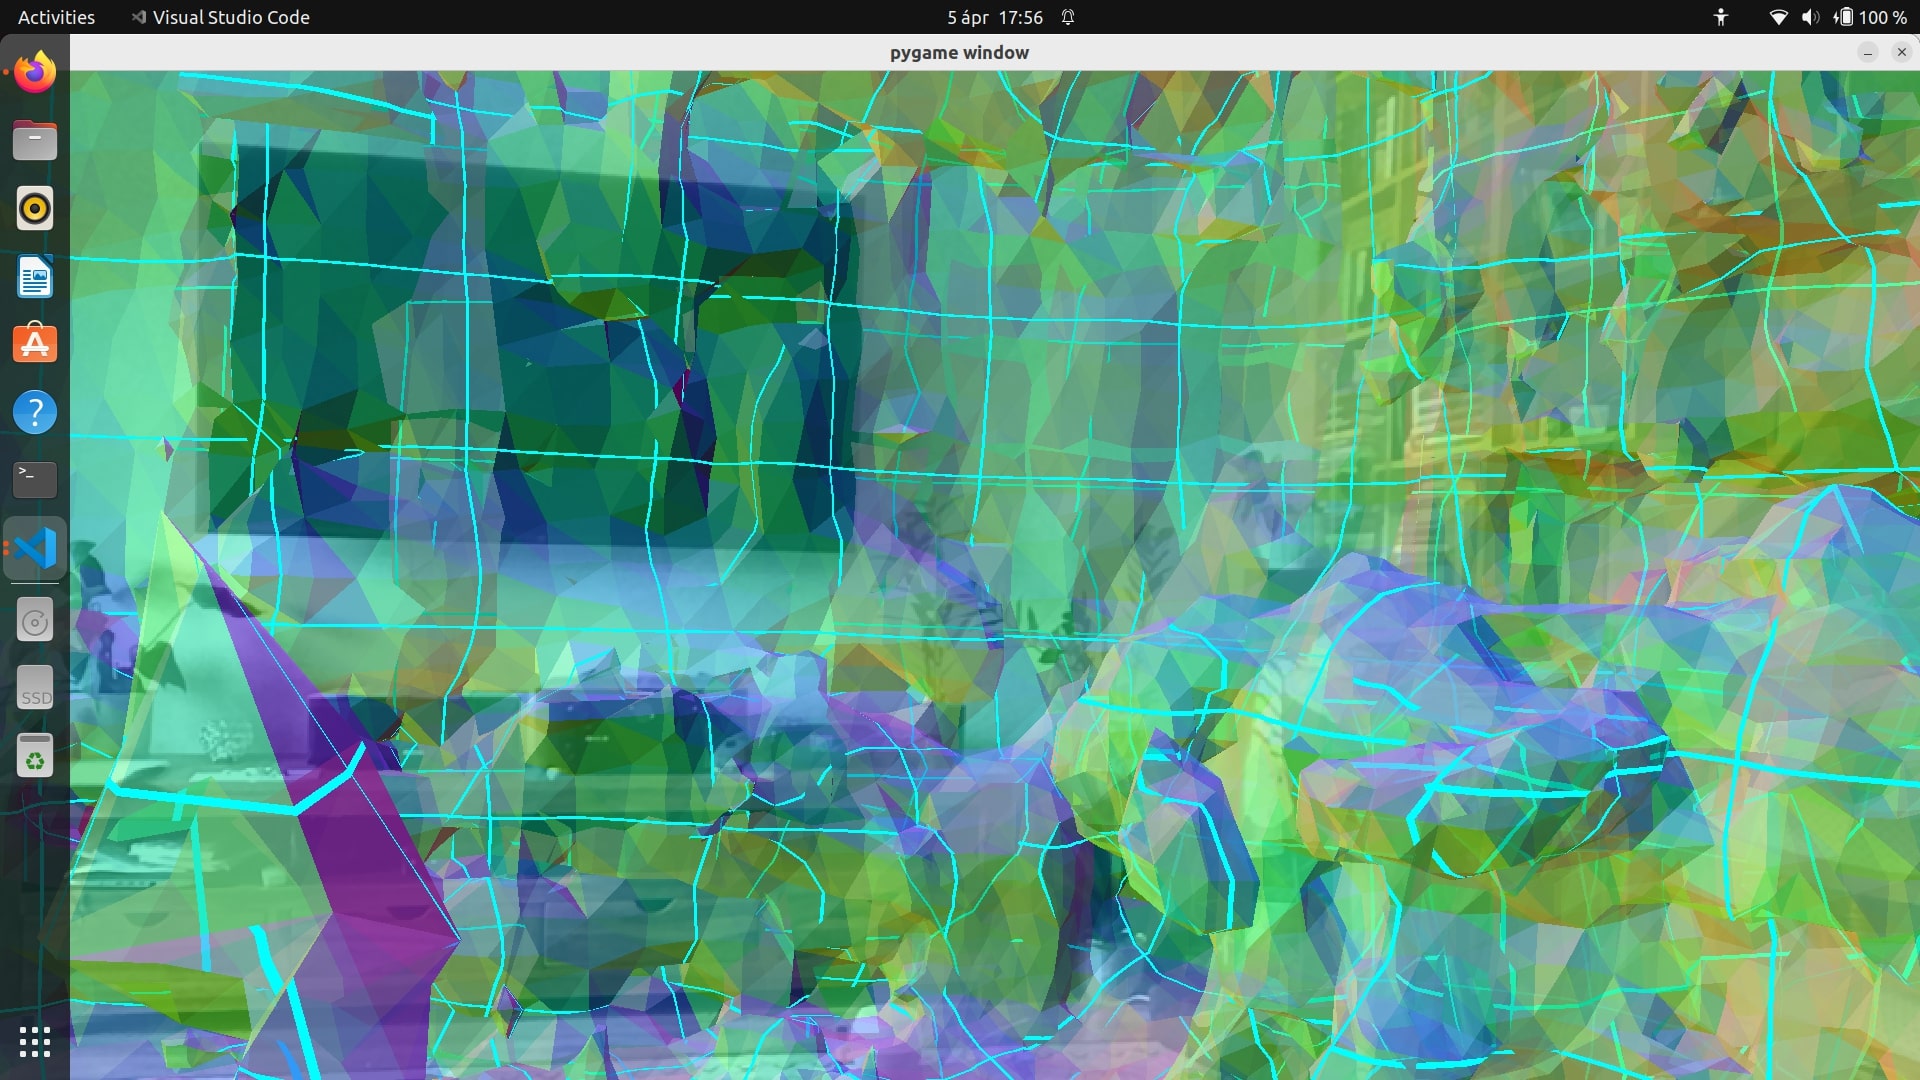 Activities
Visual Studio Code
5 ápr 17:56
100 %
pygame window
?
>_
SSD